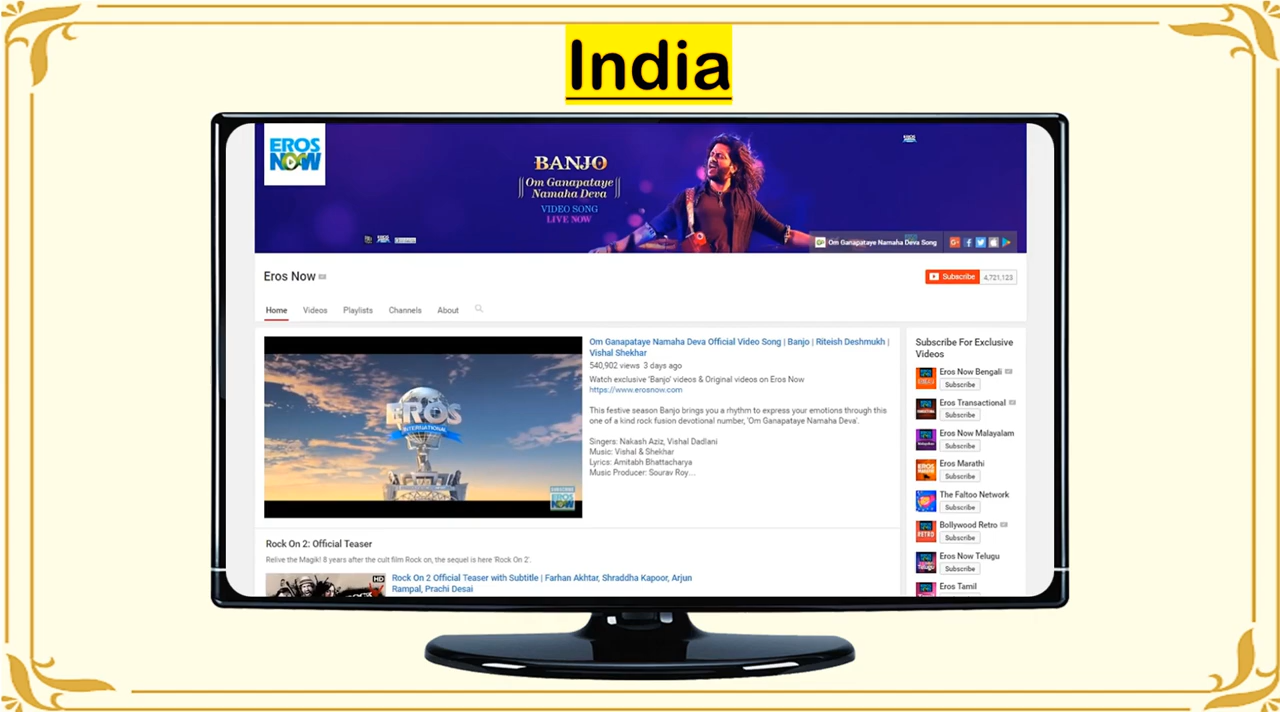 India
EROS
NOW
BANJO
Om Ganapataye
Namaha Deva
VIDEO SONG
LIVE NOW
Om Ganapataye Namaha Deva Song
Eros Now
Subscribe 4,721,123
Home Videos Playlists Channels About
EROS
INTERNATIONAL
EROS
NOW
Om Ganapataye Namaha Deva Official Video Song | Banjo | Riteish Deshmukh |
Vishal Shekhar
540,902 views 3 days ago
Watch exclusive 'Banjo' videos & Original videos on Eros Now
https://www.erosnow.com
This festive season Banjo brings you a rhythm to express your emotions through this
one of a kind rock fusion devotional number, 'Om Ganapataye Namaha Deva'.
Singers: Nakash Aziz, Vishal Dadlani
Music: Vishal & Shekhar
Lyrics: Amitabh Bhattacharya
Music Producer: Sourav Roy...
Rock On 2: Official Teaser
Relive the Magik! 8 years after the cult film Rock on, the sequel is here 'Rock On 2'.
HD
Rock On 2 Official Teaser with Subtitle | Farhan Akhtar, Shraddha Kapoor, Arjun
Rampal, Prachi Desai
Subscribe For Exclusive
Videos
Eros Now Bengali
Subscribe
Eros Transactional
Subscribe
Eros Now Malayalam
Subscribe
Eros Marathi
Subscribe
The Faltoo Network
Subscribe
Bollywood Retro
Subscribe
Eros Now Telugu
Subscribe
Eros Tamil